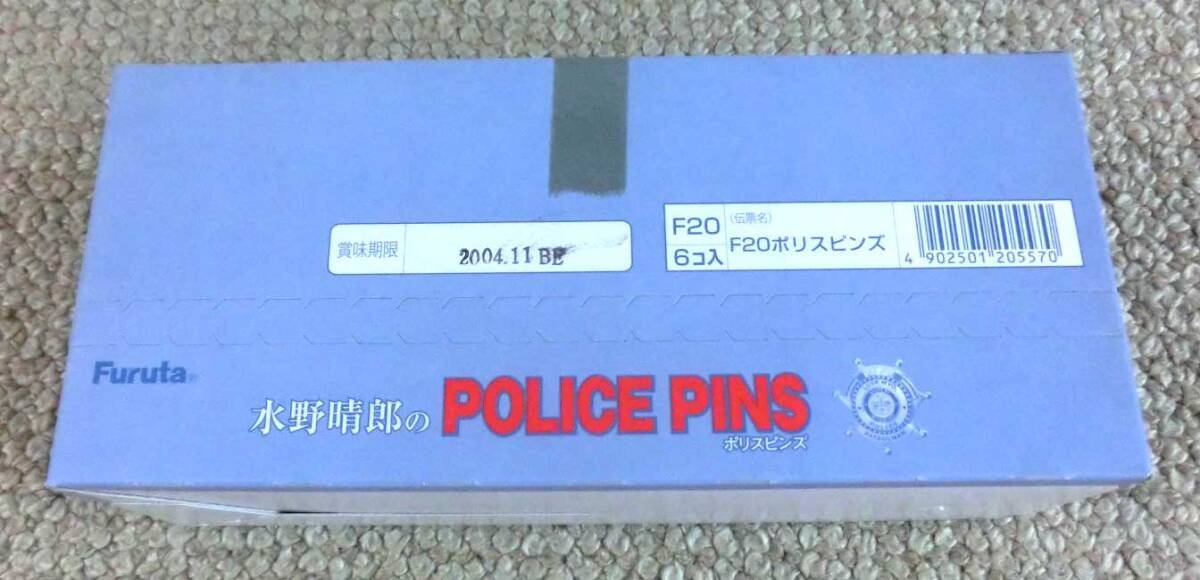 賞味期限 2004.11 BE
F20
6コ入
(伝票名)
F20ポリスピンズ
4 902501 205570
Furuta
水野晴郎の POLICE PINS
ポリスピンズ